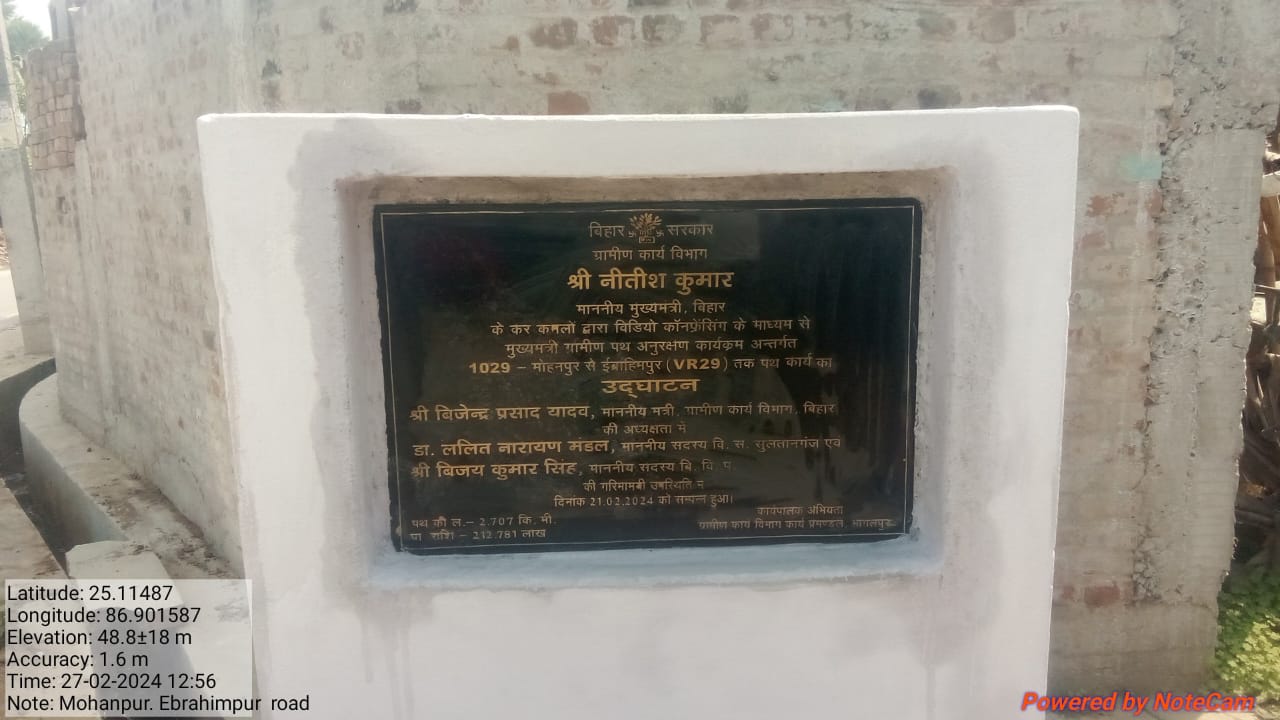 बिहार सरकार
ग्रामीण कार्य विभाग
श्री नीतीश कुमार
माननीय मुख्यमंत्री, बिहार
के कर कमलों द्वारा विडियो कॉनफ्रेंसिंग के माध्यम से
मुख्यमंत्री ग्रामीण पथ अनुरक्षण कार्यक्रम अन्तर्गत
1029 – मोहनपुर से ईब्राहिमपुर (VR29) तक पथ कार्य का
उद्घाटन
श्री बिजेन्द्र प्रसाद यादव, माननीय मंत्री, ग्रामीण कार्य विभाग, बिहार
की अध्यक्षता में
डा. ललित नारायण मंडल, माननीय सदस्य वि. स. सुलतानगंज एवं
श्री बिजय कुमार सिंह, माननीय सदस्य बि. वि. प.
की गरिमामयी उपस्थिति में
दिनांक 21.02.2024 को सम्पन्न हुआ।
पथ की ल.– 2.707 कि. मी.
रा राशि – 212.781 लाख
कार्यपालक अभियंता
ग्रामीण कार्य विभाग कार्य प्रमण्डल, भागलपुर
Latitude: 25.11487
Longitude: 86.901587
Elevation: 48.8±18 m
Accuracy: 1.6 m
Time: 27-02-2024 12:56
Note: Mohanpur. Ebrahimpur road
Powered by NoteCam